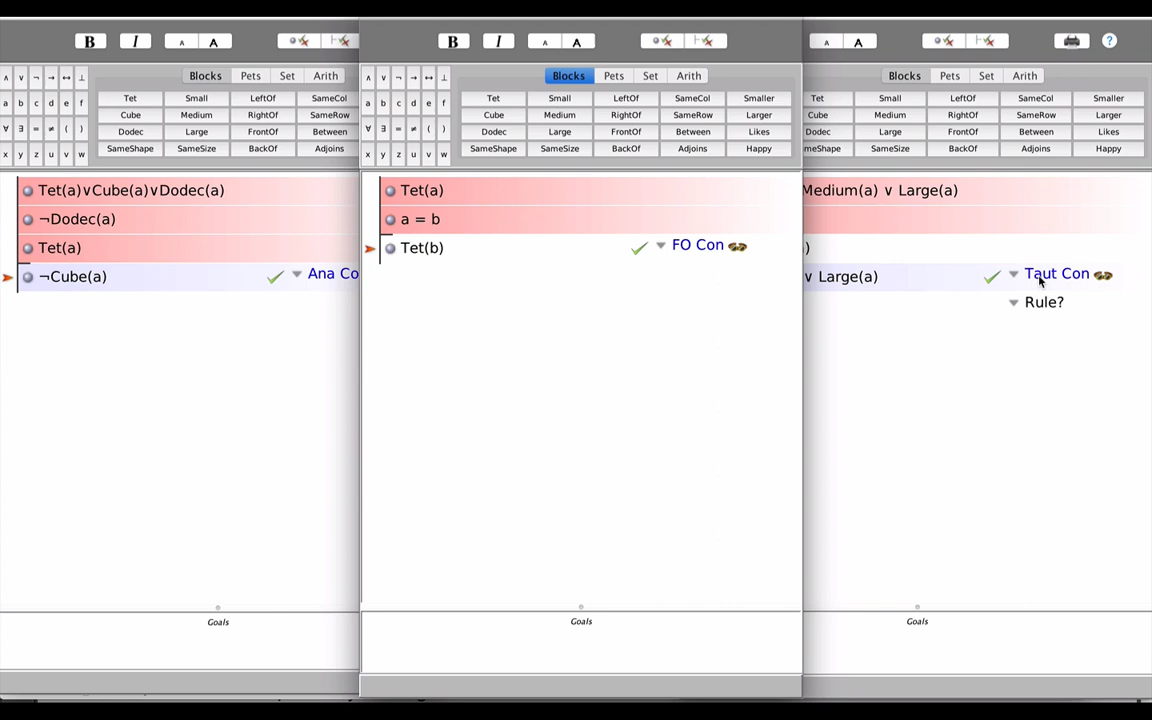 B I A A
B I A A
A A ?
∧ ∨ ¬ → ↔ ⊥
a b c d e f
∀ ∃ = ≠ ( )
x y z u v w
Blocks Pets Set Arith
Tet Small LeftOf SameCol
Cube Medium RightOf SameRow
Dodec Large FrontOf Between
SameShape SameSize BackOf Adjoins
Tet(a)∨Cube(a)∨Dodec(a)
¬Dodec(a)
Tet(a)
¬Cube(a) Ana Co
Goals
∧ ∨ ¬ → ↔ ⊥
a b c d e f
∀ ∃ = ≠ ( )
x y z u v w
Blocks Pets Set Arith
Tet Small LeftOf SameCol Smaller
Cube Medium RightOf SameRow Larger
Dodec Large FrontOf Between Likes
SameShape SameSize BackOf Adjoins Happy
Tet(a)
a = b
Tet(b) FO Con
Goals
Blocks Pets Set Arith
Tet Small LeftOf SameCol Smaller
Cube Medium RightOf SameRow Larger
Dodec Large FrontOf Between Likes
meShape SameSize BackOf Adjoins Happy
Medium(a) ∨ Large(a)
)
∨ Large(a) Taut Con
Rule?
Goals